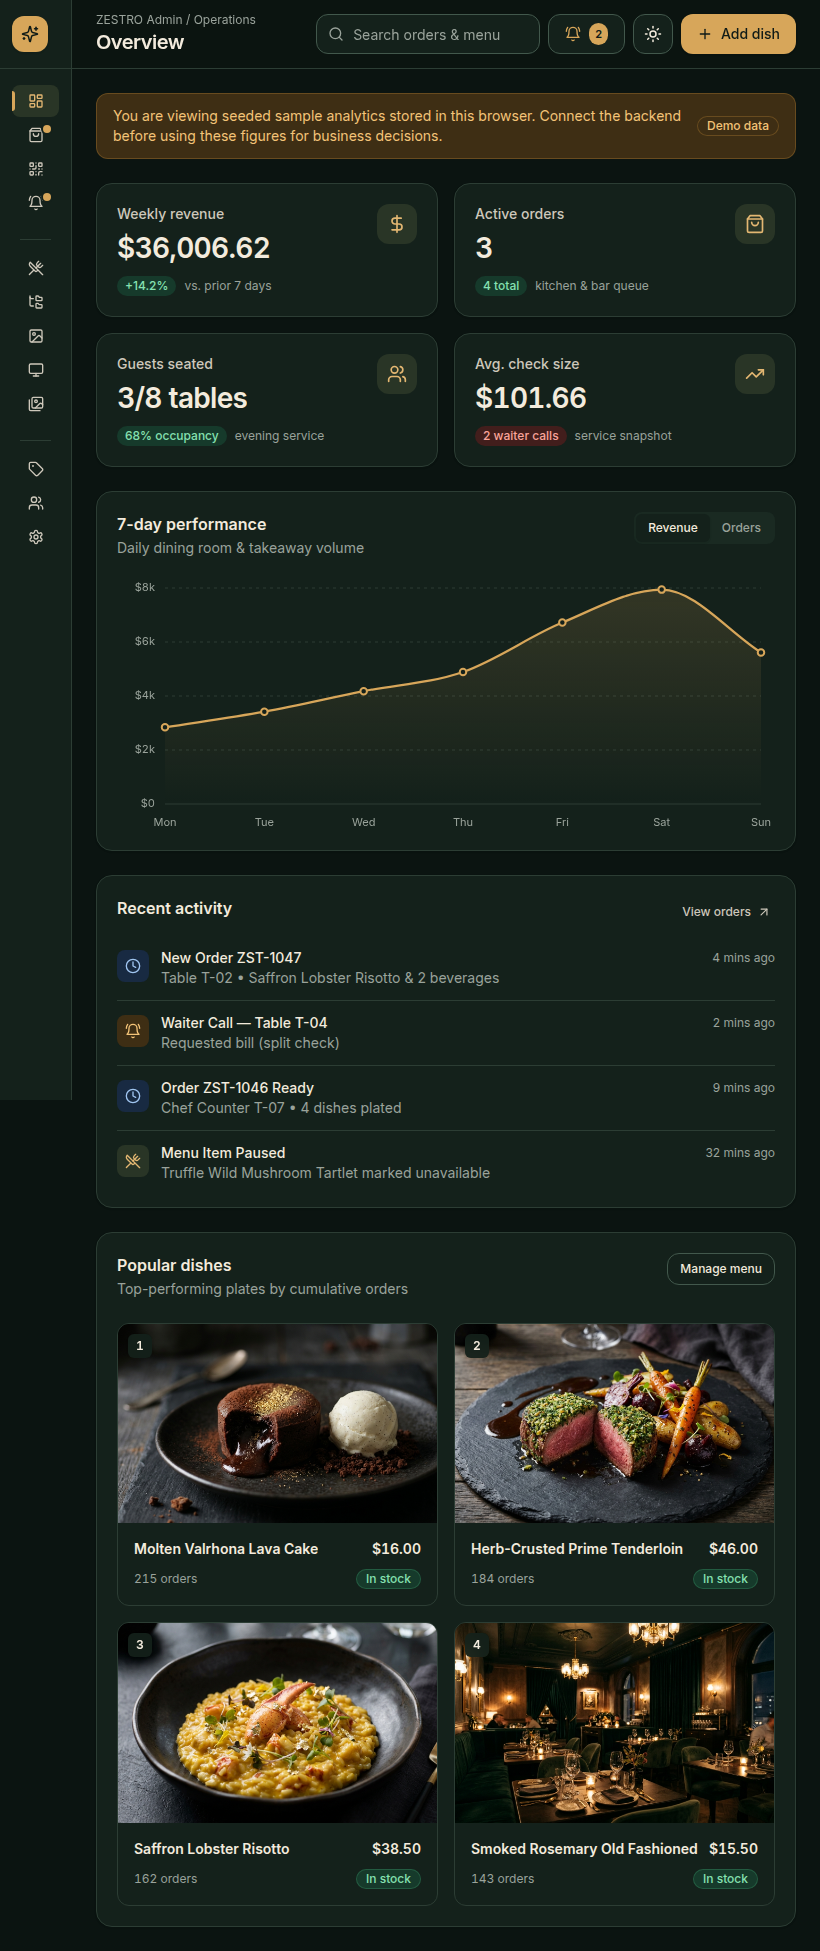 ZESTRO Admin / Operations
Overview
Search orders & menu
2
Add dish
You are viewing seeded sample analytics stored in this browser. Connect the backend
before using these figures for business decisions.
Demo data
Weekly revenue
$36,006.62
+14.2% vs. prior 7 days
Active orders
3
4 total kitchen & bar queue
Guests seated
3/8 tables
68% occupancy evening service
Avg. check size
$101.66
2 waiter calls service snapshot
7-day performance
Daily dining room & takeaway volume
Revenue Orders
$8k
$6k
$4k
$2k
$0
Mon Tue Wed Thu Fri Sat Sun
Recent activity
View orders
New Order ZST-1047
4 mins ago
Table T-02 • Saffron Lobster Risotto & 2 beverages
Waiter Call — Table T-04
2 mins ago
Requested bill (split check)
Order ZST-1046 Ready
9 mins ago
Chef Counter T-07 • 4 dishes plated
Menu Item Paused
32 mins ago
Truffle Wild Mushroom Tartlet marked unavailable
Popular dishes
Top-performing plates by cumulative orders
Manage menu
1
Molten Valrhona Lava Cake $16.00
215 orders In stock
2
Herb-Crusted Prime Tenderloin $46.00
184 orders In stock
3
Saffron Lobster Risotto $38.50
162 orders In stock
4
Smoked Rosemary Old Fashioned $15.50
143 orders In stock